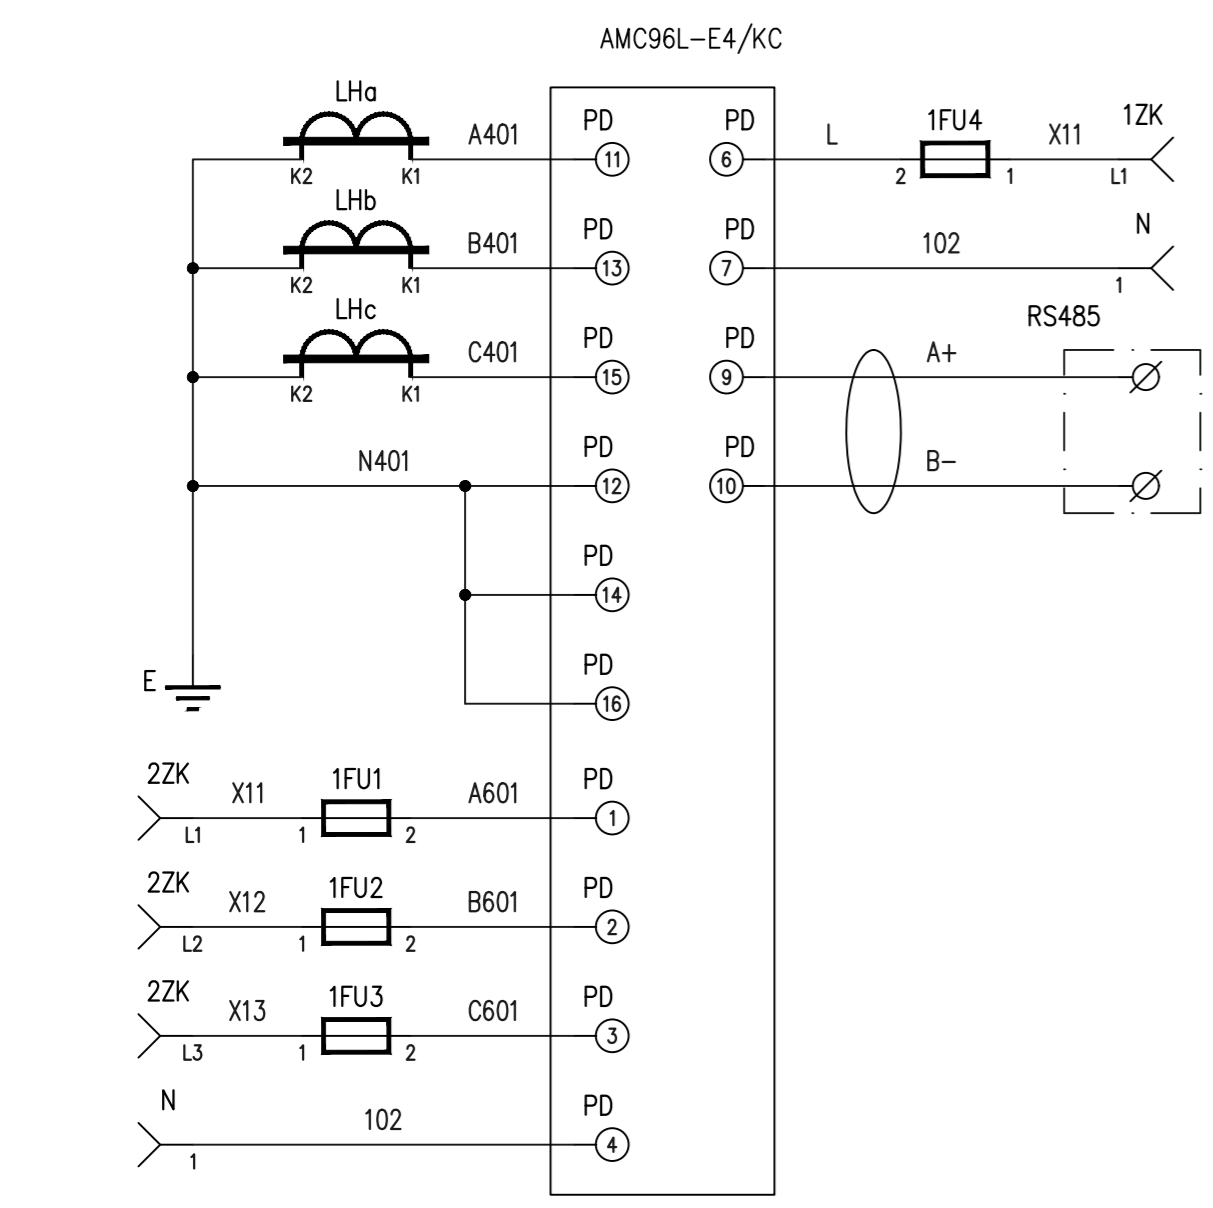 AMC96L-E4/KC
LHa
A401
PD
11
K2
K1
LHb
B401
PD
13
K2
K1
LHc
C401
PD
15
K2
K1
N401
PD
12
PD
14
PD
16
E
2ZK
X11
1FU1
A601
PD
1
L1
1
2
2ZK
X12
1FU2
B601
PD
2
L2
1
2
2ZK
X13
1FU3
C601
PD
3
L3
1
2
N
102
PD
4
1
PD
6
L
1FU4
X11
1ZK
2
1
L1
PD
7
102
N
1
RS485
PD
9
A+
PD
10
B-